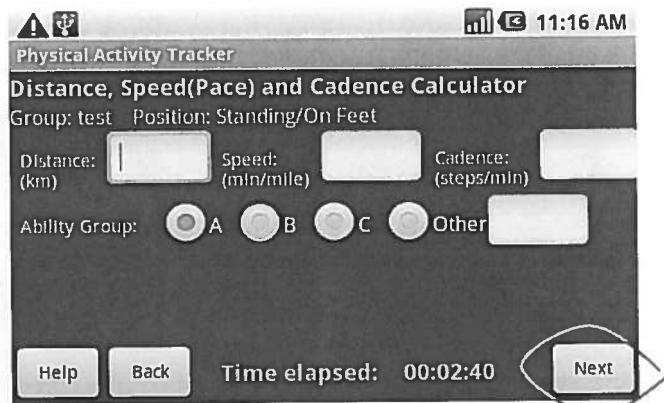 11:16 AM
Physical Activity Tracker
Distance, Speed(Pace) and Cadence Calculator
Group: test Position: Standing/On Feet
Distance: Speed: Cadence:
(km) (min/mile) (steps/min)
Ability Group: A B C Other
Help Back Time elapsed: 00:02:40 Next